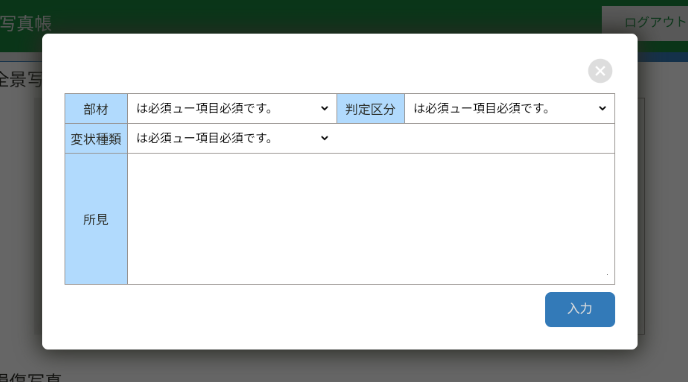 写真帳
ログアウト
全景写
部材 は必須ュー項目必須です。 判定区分 は必須ュー項目必須です。
変状種類 は必須ュー項目必須です。
所見
入力
損傷写真